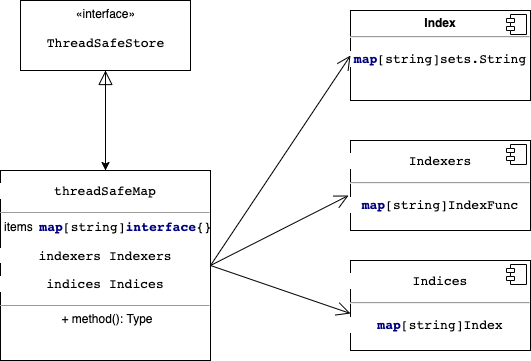 «interface»
ThreadSafeStore
threadSafeMap
items map[string]interface{}
indexers Indexers
indices Indices
+ method(): Type
Index
map[string]sets.String
Indexers
map[string]IndexFunc
Indices
map[string]Index